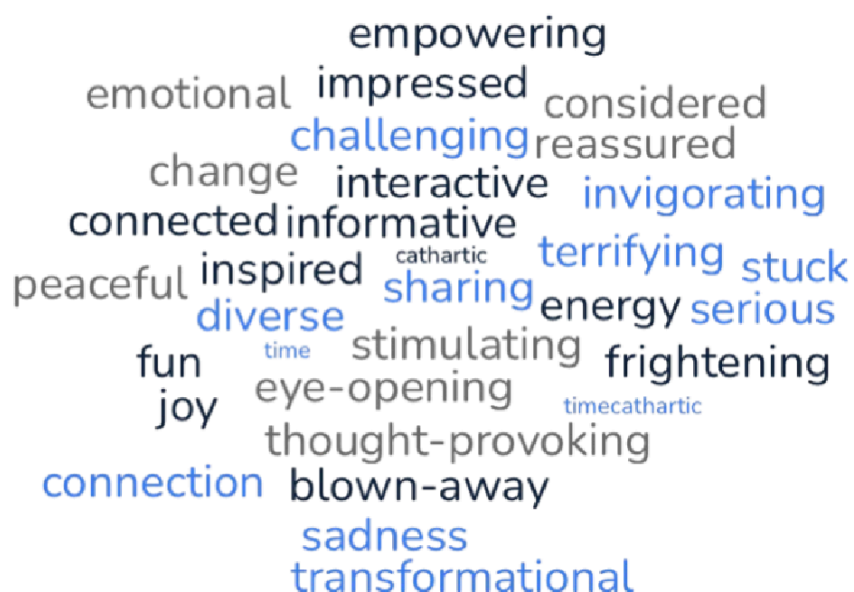 empowering
emotional impressed considered
challenging reassured
change interactive invigorating
connected informative
cathartic terrifying stuck
peaceful inspired sharing
diverse energy serious
time stimulating
fun frightening
eye-opening
joy timecathartic
thought-provoking
connection blown-away
sadness
transformational